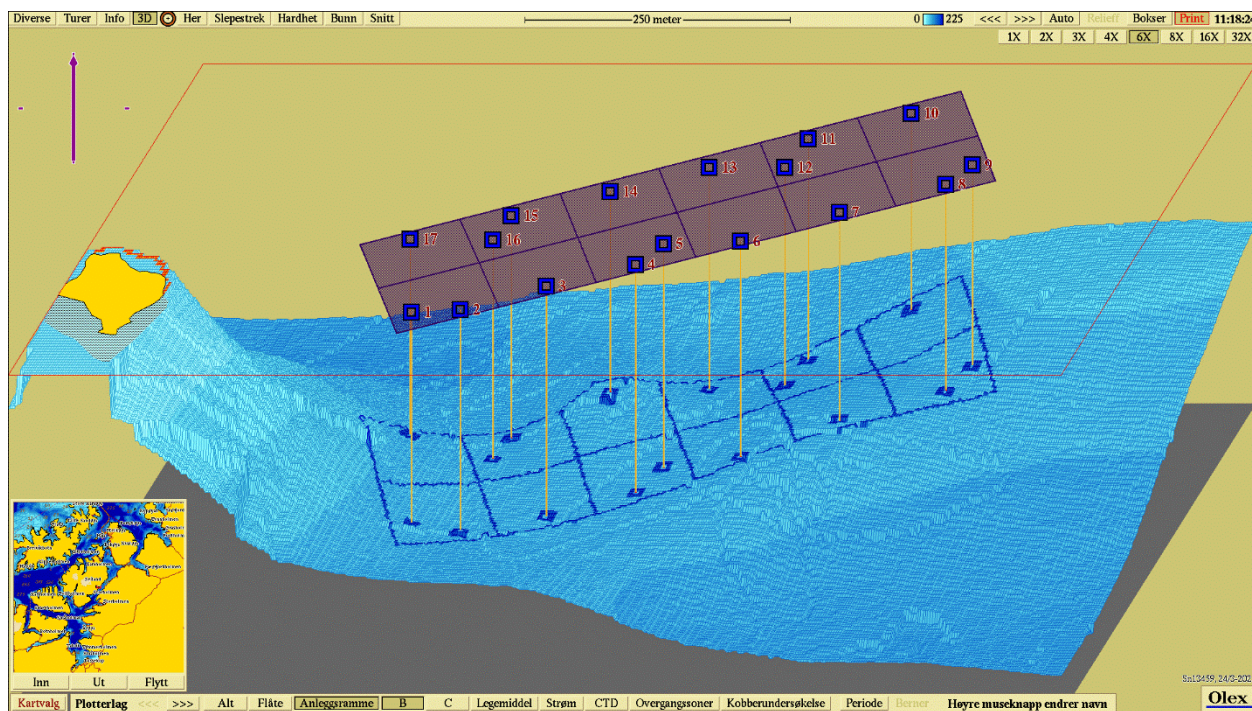 Diverse Turer Info 3D Her Slepestrek Hardhet Bunn Snitt 250 meter 0 225 <<< >>> Auto Relieff Bokser Print 11:18:24
1X 2X 3X 4X 6X 8X 16X 32X
10
11
13 12 9
14 8
15 7
17 16 5 6
4
3
1 2
Inn Ut Flytt
Olex
Kartvalg Plotterlag <<< >>> Alt Flåte Anleggsramme B C Legemiddel Strøm CTD Overgangssoner Kobberundersøkelse Periode Berner Høyre museknapp endrer navn